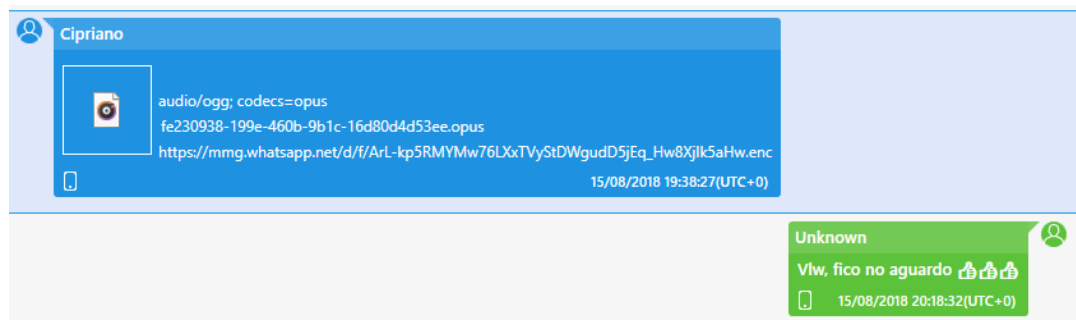 Cipriano
audio/ogg; codecs=opus
fe230938-199e-460b-9b1c-16d80d4d53ee.opus
https://mmg.whatsapp.net/d/f/ArL-kp5RMYMw76LXxTVyStDWgudD5jEq_Hw8Xjlk5aHw.enc
15/08/2018 19:38:27(UTC+0)
Unknown
Vlw, fico no aguardo 👍👍👍
15/08/2018 20:18:32(UTC+0)